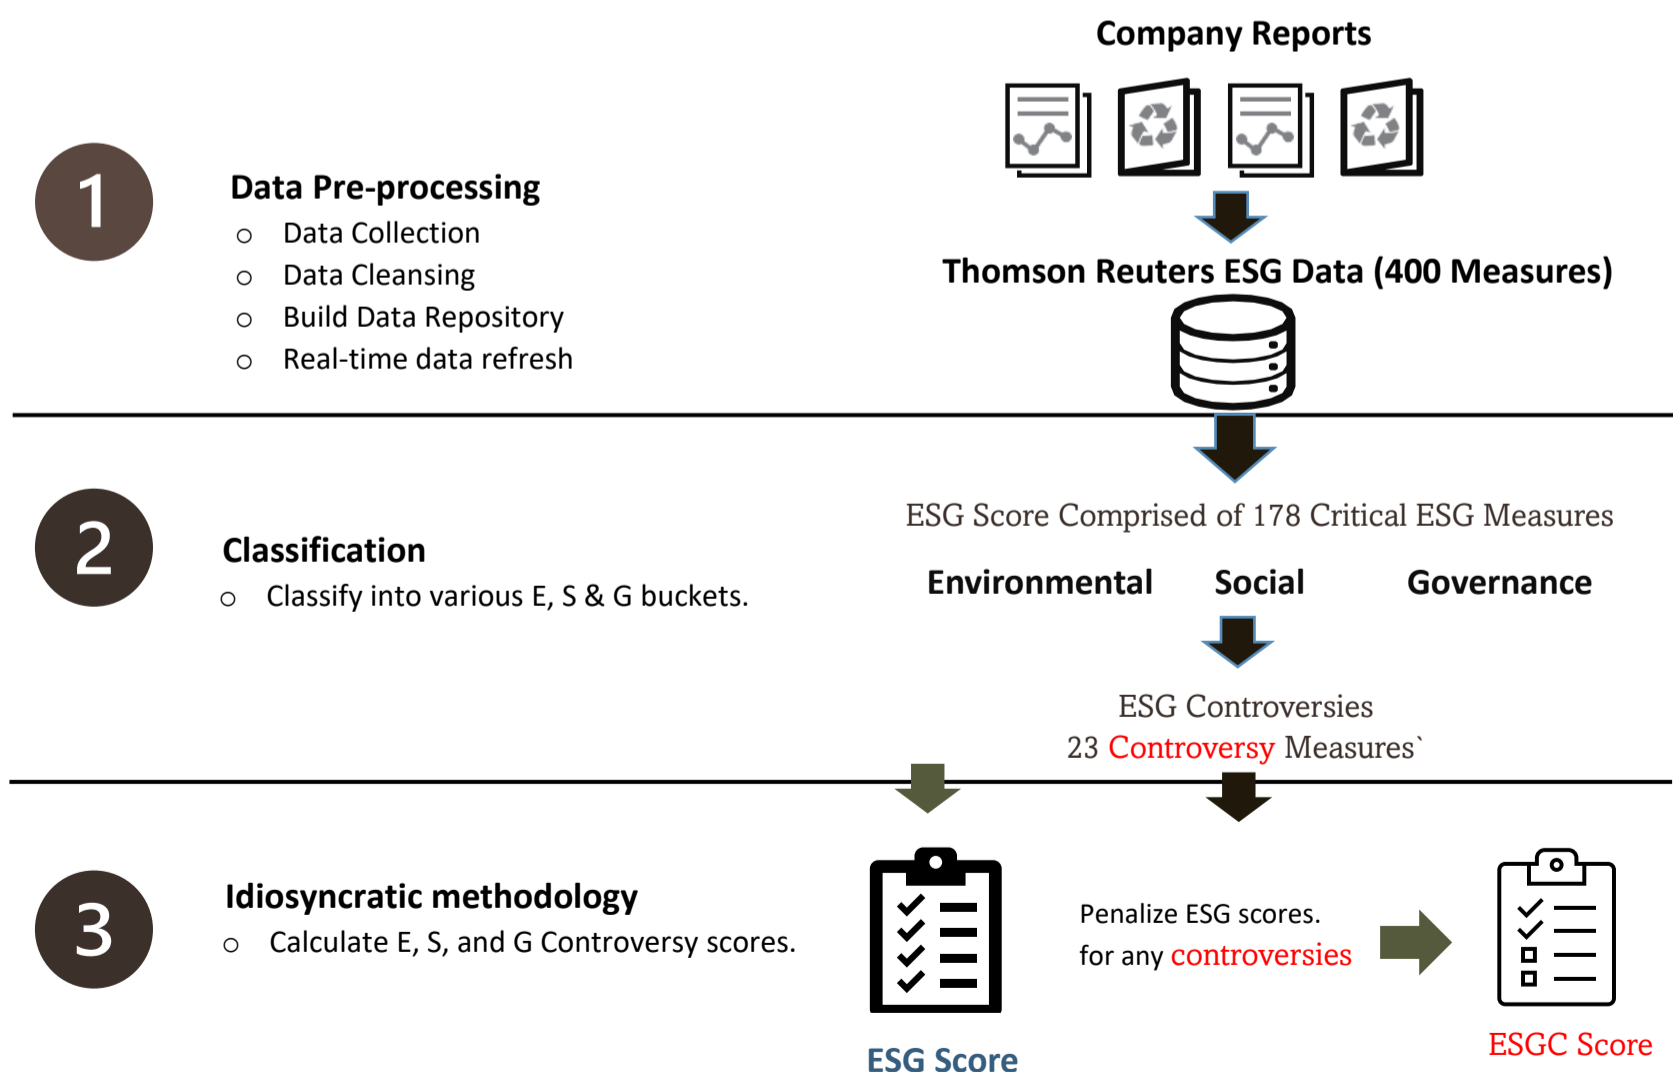 Company Reports
1
Data Pre-processing
o Data Collection
o Data Cleansing
o Build Data Repository
o Real-time data refresh
Thomson Reuters ESG Data (400 Measures)
2
Classification
o Classify into various E, S & G buckets.
ESG Score Comprised of 178 Critical ESG Measures
Environmental Social Governance
ESG Controversies
23 Controversy Measures`
3
Idiosyncratic methodology
o Calculate E, S, and G Controversy scores.
Penalize ESG scores.
for any controversies
ESG Score
ESGC Score